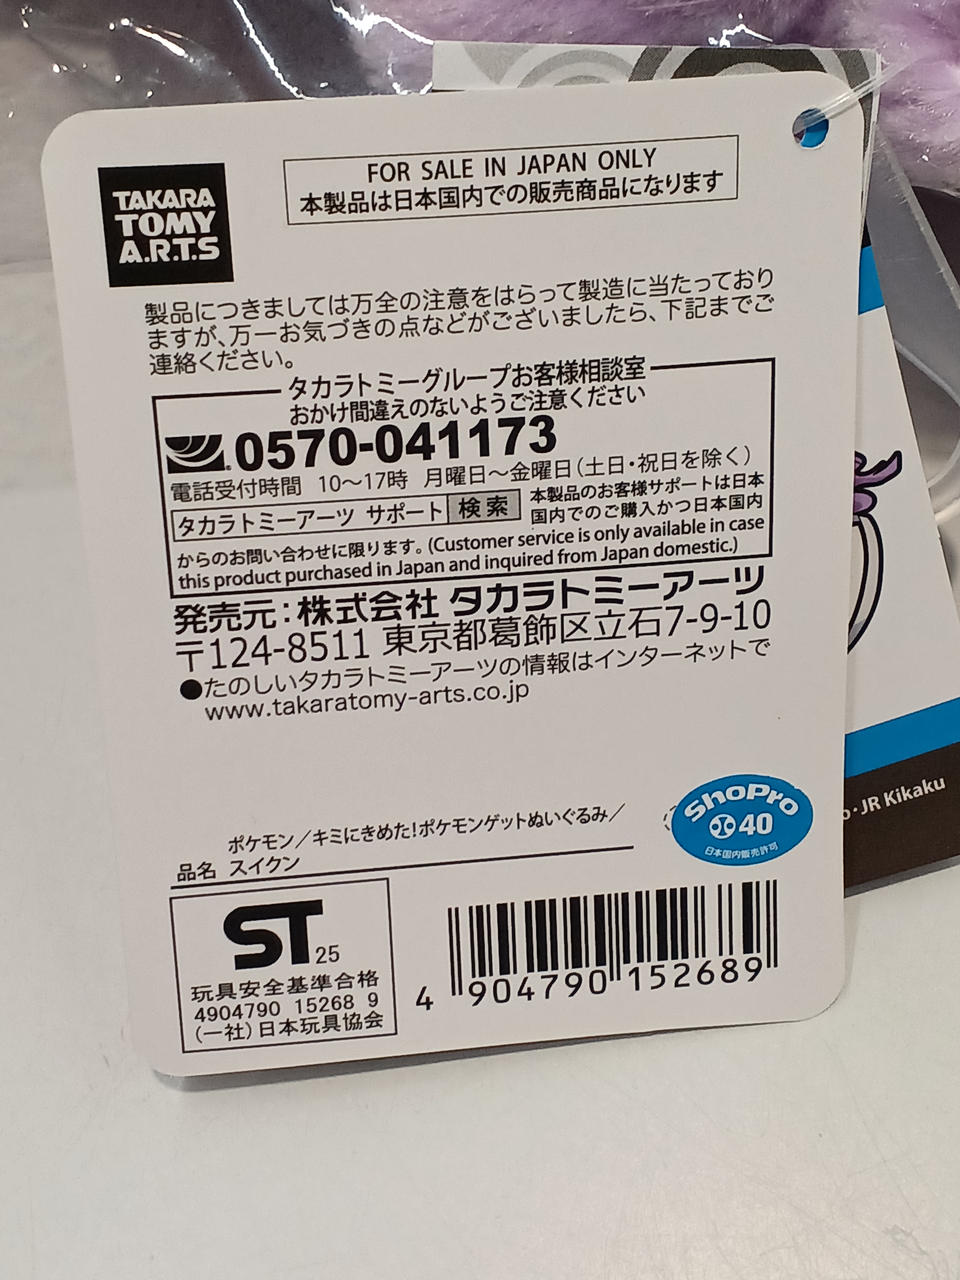 TAKARA
TOMY
A.R.T.S
FOR SALE IN JAPAN ONLY
本製品は日本国内での販売商品になります
製品につきましては万全の注意をはらって製造に当たっており
ますが、万一お気づきの点などがございましたら、下記までご
連絡ください。
タカラトミーグループお客様相談室
おかけ間違えのないようご注意ください
0570-041173
電話受付時間 10〜17時 月曜日〜金曜日(土日・祝日を除く)
タカラトミーアーツ サポート 検索
本製品のお客様サポートは日本
国内でのご購入かつ日本国内
からのお問い合わせに限ります。(Customer service is only available in case
this product purchased in Japan and inquired from Japan domestic.)
発売元:株式会社 タカラトミーアーツ
〒124-8511 東京都葛飾区立石7-9-10
●たのしいタカラトミーアーツの情報はインターネットで
www.takaratomy-arts.co.jp
ShoPro
40
日本国内販売許可
JR Kikaku
ポケモン/キミにきめた!ポケモンゲットぬいぐるみ/
品名 スイクン
ST 25
玩具安全基準合格
4904790 15268 9
(一社)日本玩具協会
4 904790 152689